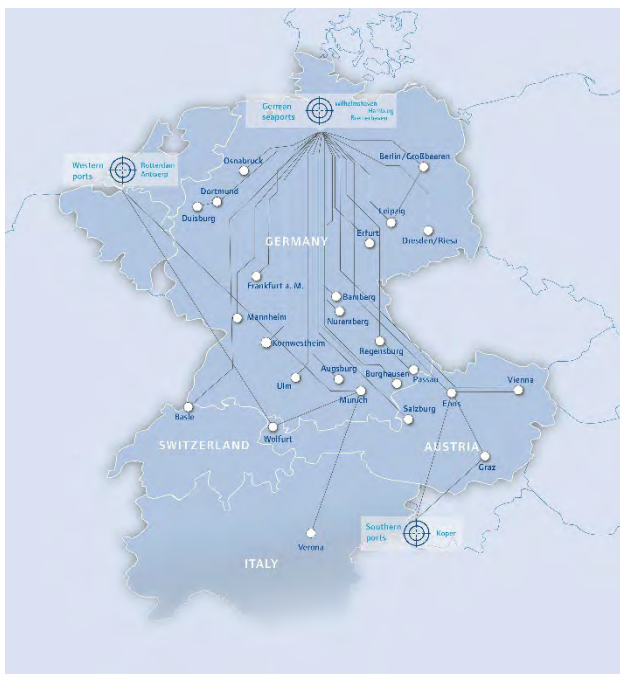 German
seaports
Wilhelmshaven
Hamburg
Bremerhaven
Western
ports
Rotterdam
Antwerp
Osnabruck
Berlin/Großbeeren
Dortmund
Duisburg
Leipzig
Erfurt
Dresden/Riesa
GERMANY
Frankfurt a. M.
Bamberg
Mannheim
Nuremberg
Kornwestheim
Regensburg
Augsburg
Burghausen
Passau
Vienna
Ulm
Munich
Enns
Basle
Salzburg
Wolfurt
SWITZERLAND
AUSTRIA
Graz
Southern
ports
Koper
Verona
ITALY